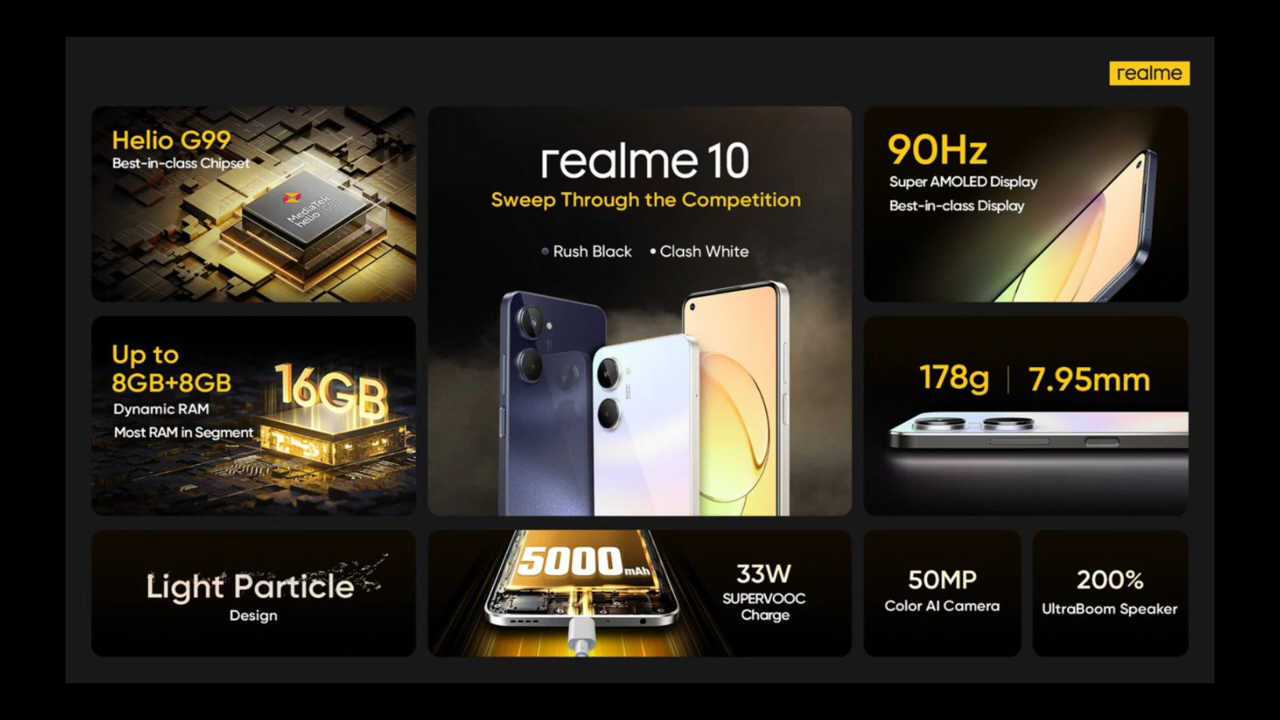 realme
Helio G99
Best-in-class Chipset
MediaTek
helio
realme 10
Sweep Through the Competition
Rush Black • Clash White
90Hz
Super AMOLED Display
Best-in-class Display
Up to
8GB+8GB
Dynamic RAM
Most RAM in Segment
16GB
178g | 7.95mm
Light Particle
Design
5000mAh
33W
SUPERVOOC
Charge
50MP
Color AI Camera
200%
UltraBoom Speaker